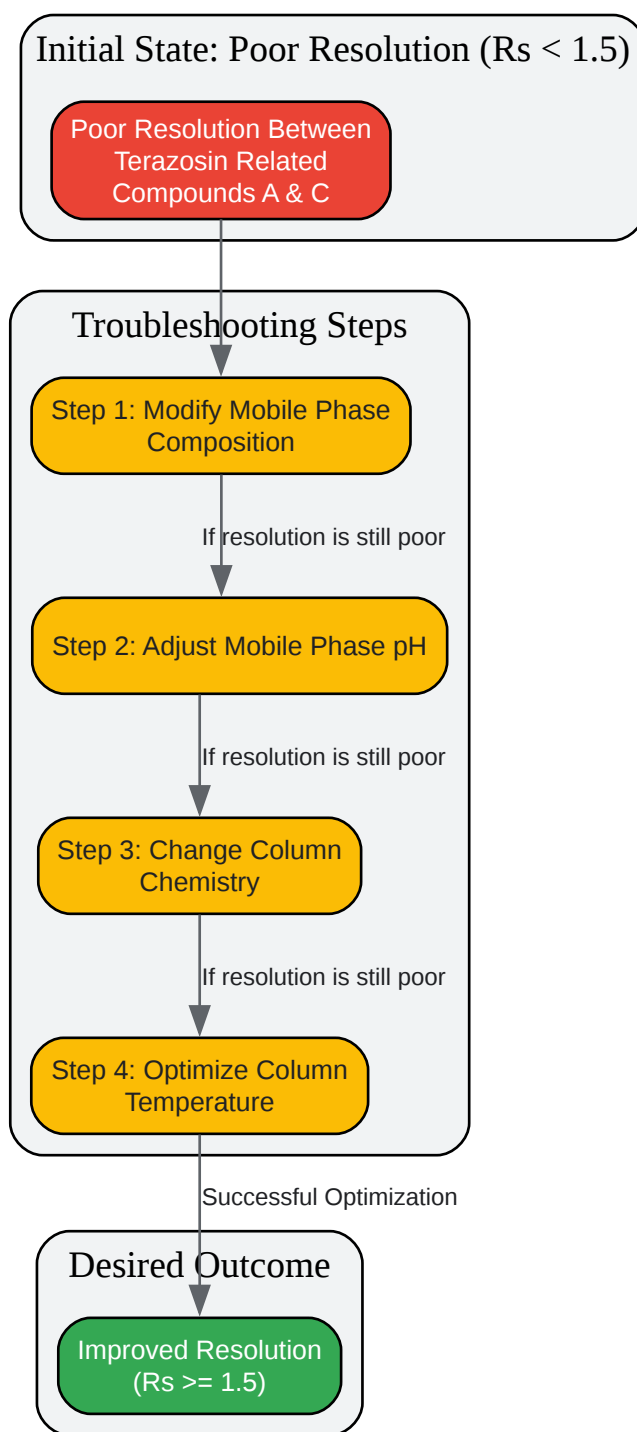 Initial State: Poor Resolution (Rs < 1.5)
Poor Resolution Between
Terazosin Related
Compounds A & C
Troubleshooting Steps
Step 1: Modify Mobile Phase
Composition
If resolution is still poor
Step 2: Adjust Mobile Phase pH
If resolution is still poor
Step 3: Change Column
Chemistry
If resolution is still poor
Step 4: Optimize Column
Temperature
Successful Optimization
Desired Outcome
Improved Resolution
(Rs >= 1.5)